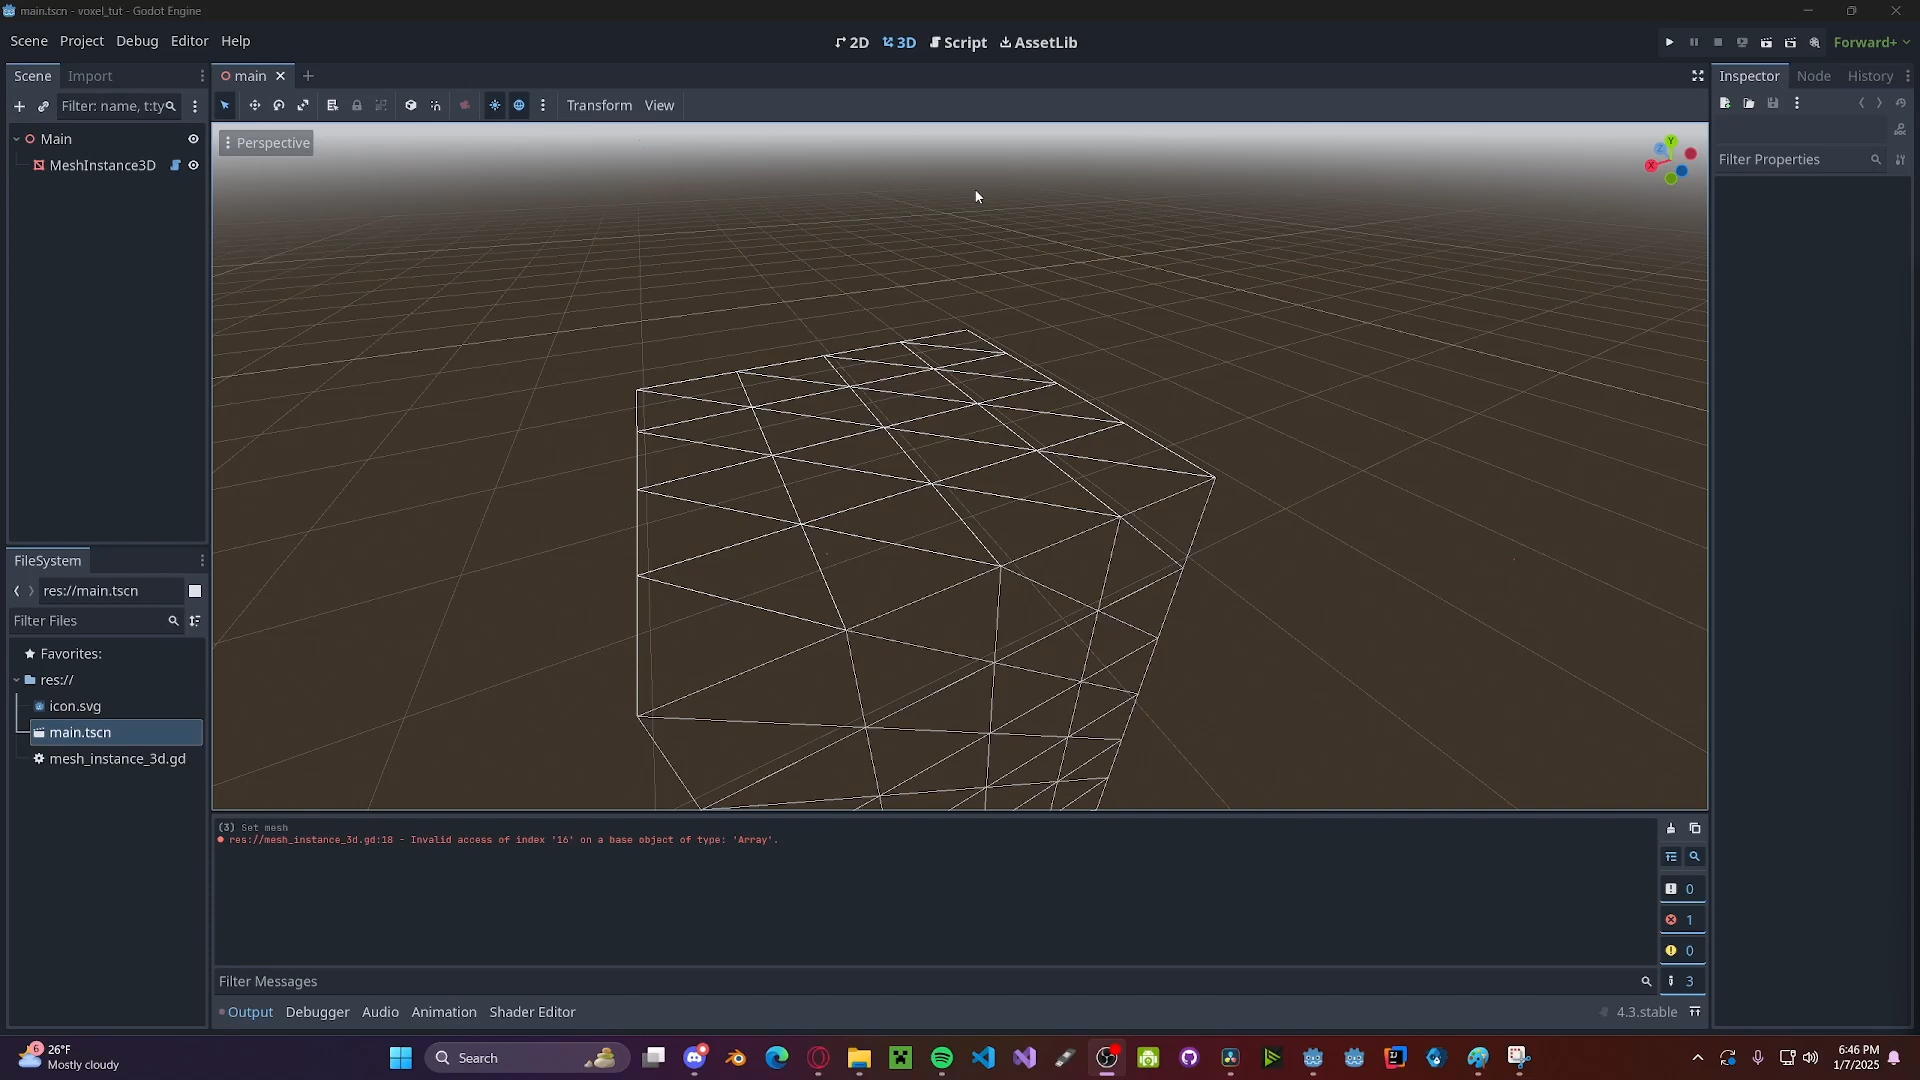 main.tscn - voxel_tut - Godot Engine
Scene Project Debug Editor Help
2D 3D Script AssetLib
Forward+
Scene Import
main
Inspector Node History
Filter: name, t:ty
Transform View
Main
Perspective
Y
Z
X
Filter Properties
MeshInstance3D
FileSystem
res://main.tscn
Filter Files
Favorites:
res://
icon.svg
main.tscn
mesh_instance_3d.gd
(3) Set mesh
res://mesh_instance_3d.gd:18 - Invalid access of index '16' on a base object of type: 'Array'.
0
1
0
Filter Messages
3
Output Debugger Audio Animation Shader Editor
4.3.stable
6
26°F
Mostly cloudy
Search
6:46 PM
1/7/2025